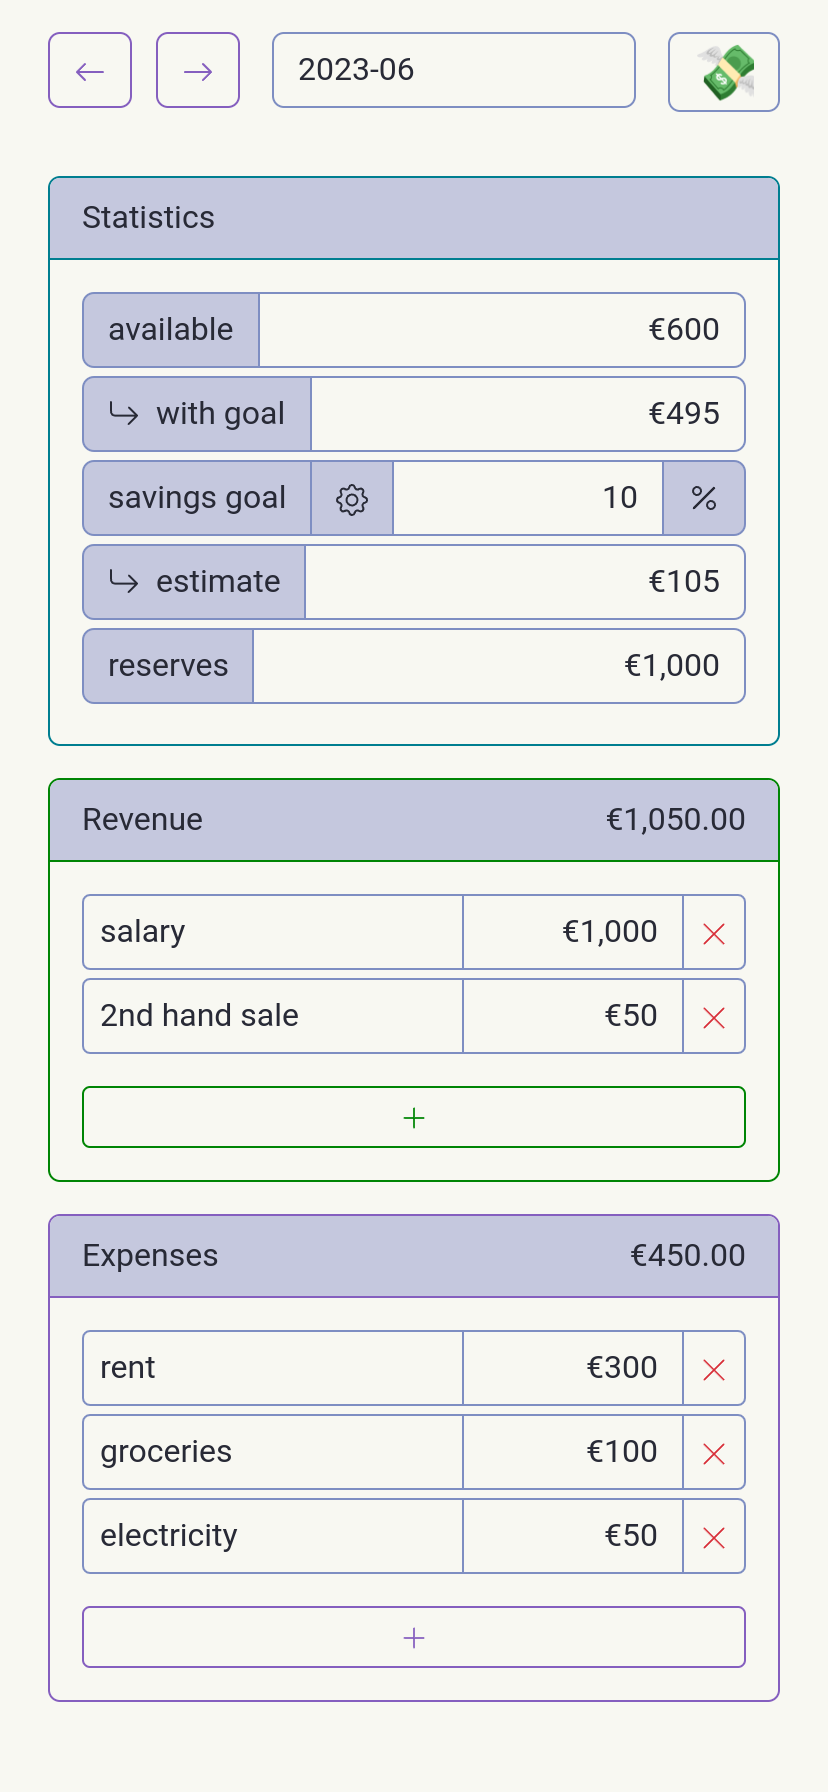 2023-06
Statistics
available €600
with goal €495
savings goal 10 %
estimate €105
reserves €1,000
Revenue €1,050.00
salary €1,000
2nd hand sale €50
Expenses €450.00
rent €300
groceries €100
electricity €50